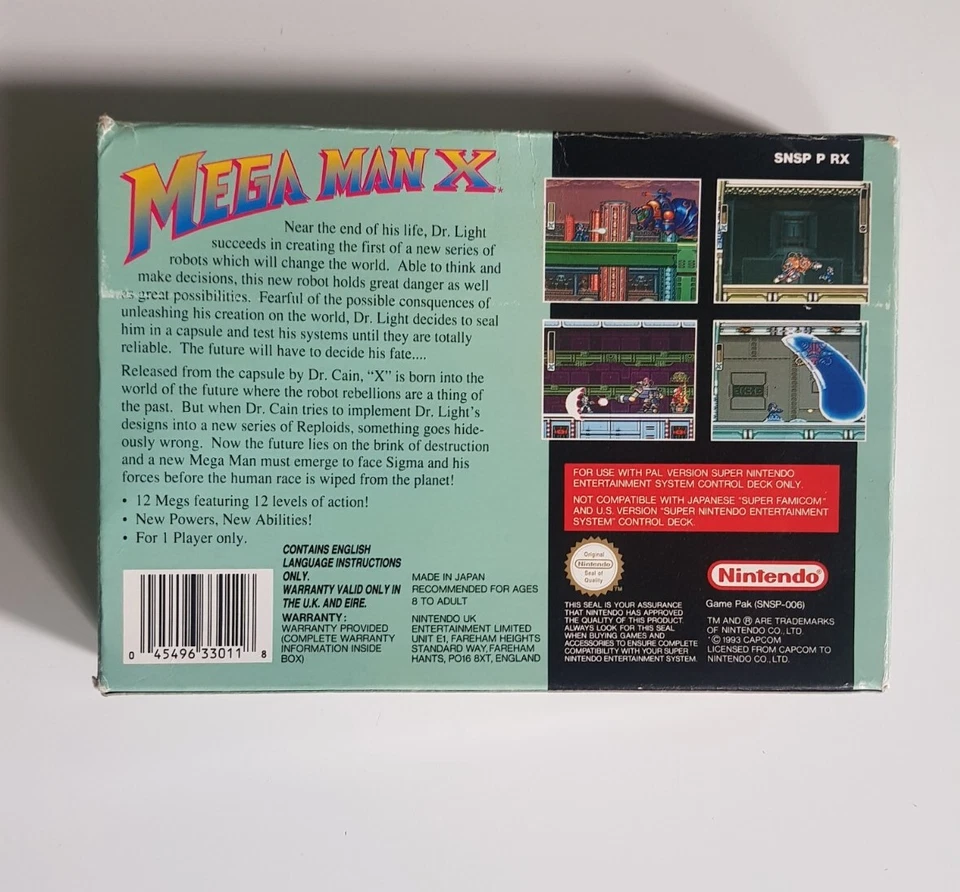 MEGA MAN X
Near the end of his life, Dr. Light
succeeds in creating the first of a new series of
robots which will change the world. Able to think and
make decisions, this new robot holds great danger as well
as great possibilities. Fearful of the possible consquences of
unleashing his creation on the world, Dr. Light decides to seal
him in a capsule and test his systems until they are totally
reliable. The future will have to decide his fate....
Released from the capsule by Dr. Cain, "X" is born into the
world of the future where the robot rebellions are a thing of
the past. But when Dr. Cain tries to implement Dr. Light's
designs into a new series of Reploids, something goes hide-
ously wrong. Now the future lies on the brink of destruction
and a new Mega Man must emerge to face Sigma and his
forces before the human race is wiped from the planet!
• 12 Megs featuring 12 levels of action!
• New Powers, New Abilities!
• For 1 Player only.
CONTAINS ENGLISH
LANGUAGE INSTRUCTIONS
ONLY.
WARRANTY VALID ONLY IN
THE U.K. AND EIRE.
WARRANTY:
WARRANTY PROVIDED
(COMPLETE WARRANTY
INFORMATION INSIDE
BOX)
MADE IN JAPAN
RECOMMENDED FOR AGES
8 TO ADULT
NINTENDO UK
ENTERTAINMENT LIMITED
UNIT E1, FAREHAM HEIGHTS
STANDARD WAY, FAREHAM
HANTS, PO16 8XT, ENGLAND
0 45496 33011 8
SNSP P RX
FOR USE WITH PAL VERSION SUPER NINTENDO
ENTERTAINMENT SYSTEM CONTROL DECK ONLY.
NOT COMPATIBLE WITH JAPANESE "SUPER FAMICOM"
AND U.S. VERSION "SUPER NINTENDO ENTERTAINMENT
SYSTEM" CONTROL DECK.
Original
Nintendo
Seal of
Quality
TM
THIS SEAL IS YOUR ASSURANCE
THAT NINTENDO HAS APPROVED
THE QUALITY OF THIS PRODUCT.
ALWAYS LOOK FOR THIS SEAL
WHEN BUYING GAMES AND
ACCESSORIES TO ENSURE COMPLETE
COMPATIBILITY WITH YOUR SUPER
NINTENDO ENTERTAINMENT SYSTEM.
Nintendo®
Game Pak (SNSP-006)
TM AND ® ARE TRADEMARKS
OF NINTENDO CO., LTD.
© 1993 CAPCOM
LICENSED FROM CAPCOM TO
NINTENDO CO., LTD.